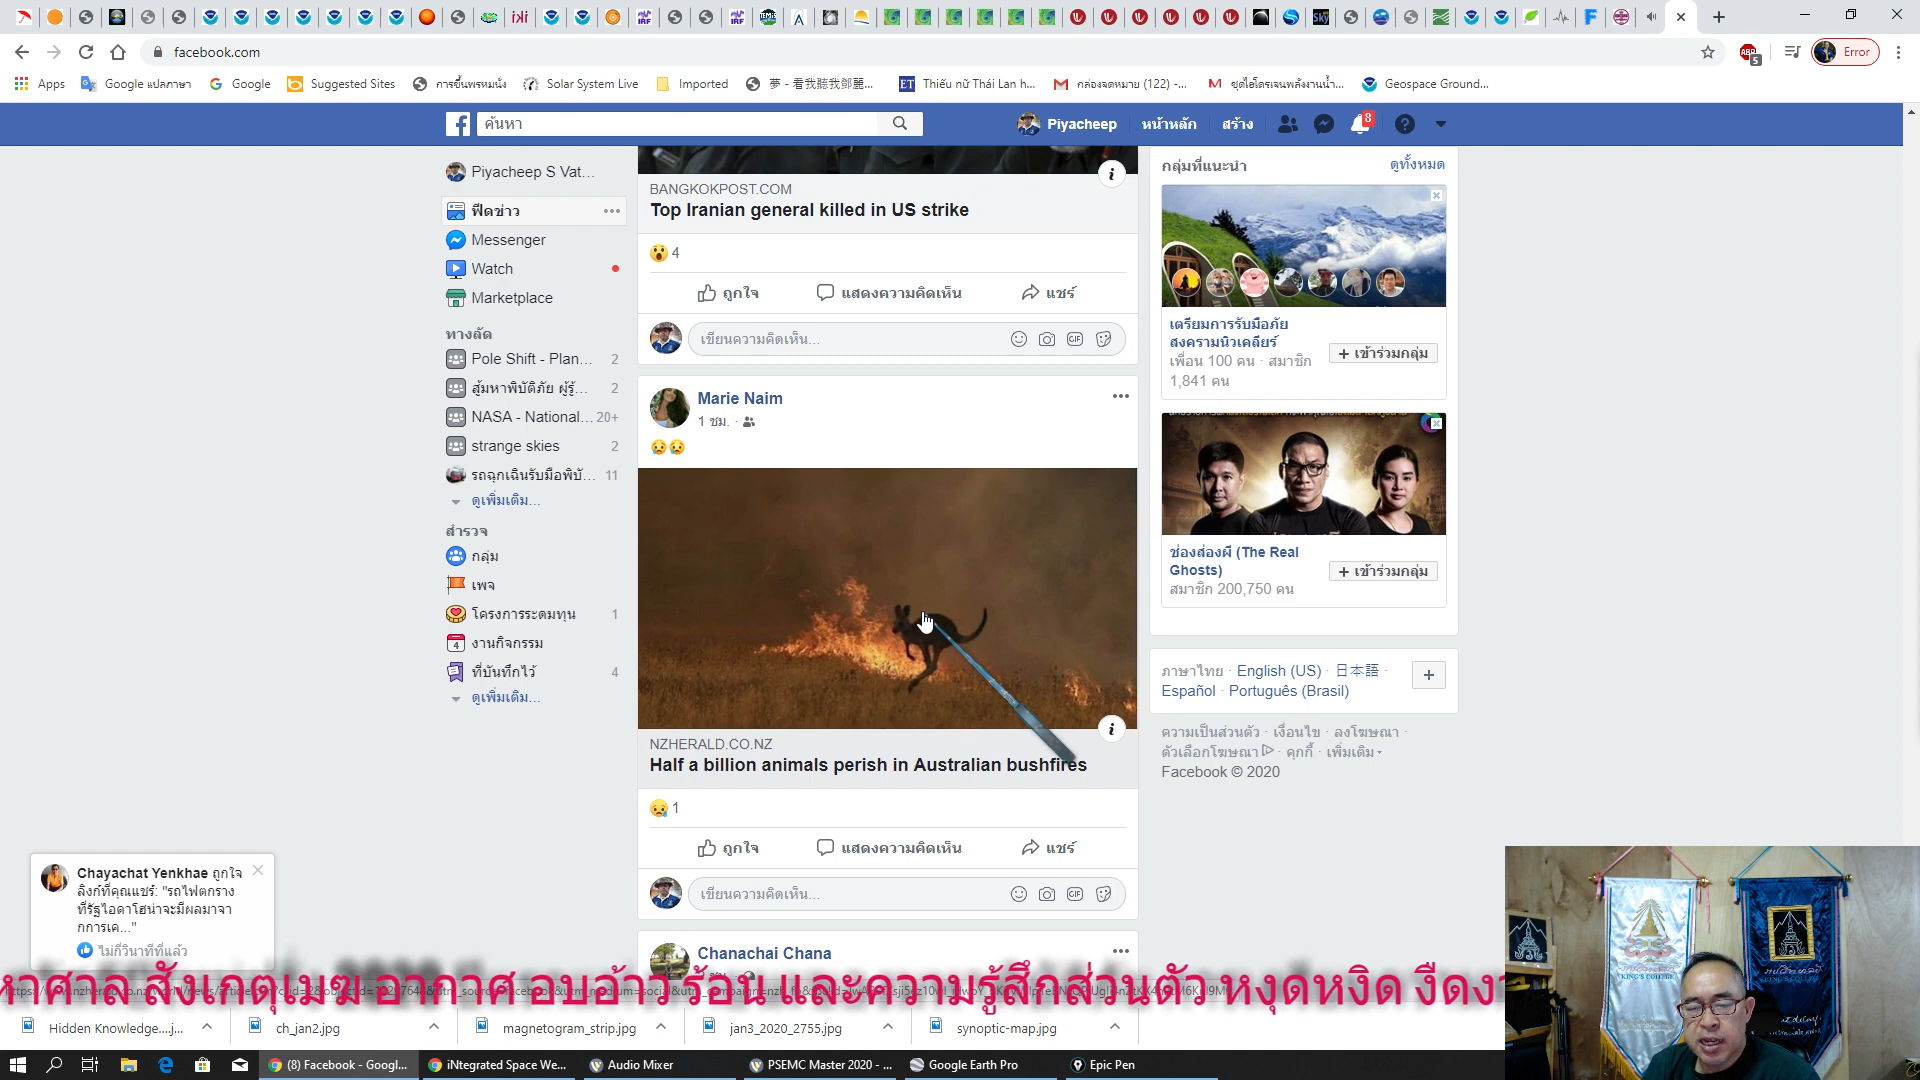 facebook.com
Error
Apps
Google แปลภาษา
Google
Suggested Sites
การขึ้นพรหมนั่ง
Solar System Live
Imported
夢 - 看我聽我鄧麗...
Thiếu nữ Thái Lan h...
กล่องจดหมาย (122) -...
ชุดไฮโดรเจนพลังงานน้ำ...
Geospace Ground...
ค้นหา
Piyacheep
หน้าหลัก
สร้าง
8
Piyacheep S Vat...
ฟีดข่าว
Messenger
Watch
Marketplace
ทางลัด
Pole Shift - Plan... 2
สู้มหาพิบัติภัย ผู้รู้... 2
NASA - National... 20+
strange skies 2
รถฉุกเฉินรับมือพิบั... 11
ดูเพิ่มเติม...
สำรวจ
กลุ่ม
เพจ
โครงการระดมทุน 1
งานกิจกรรม
ที่บันทึกไว้ 4
ดูเพิ่มเติม...
BANGKOKPOST.COM
Top Iranian general killed in US strike
4
ถูกใจ
แสดงความคิดเห็น
แชร์
เขียนความคิดเห็น...
GIF
Marie Naim
1 ชม. ·
NZHERALD.CO.NZ
Half a billion animals perish in Australian bushfires
1
ถูกใจ
แสดงความคิดเห็น
แชร์
เขียนความคิดเห็น...
GIF
Chanachai Chana
กลุ่มที่แนะนำ
ดูทั้งหมด
เตรียมการรับมือภัย
สงครามนิวเคลียร์
เพื่อน 100 คน · สมาชิก
1,841 คน
+ เข้าร่วมกลุ่ม
ช่องส่องผี (The Real
Ghosts)
สมาชิก 200,750 คน
+ เข้าร่วมกลุ่ม
ภาษาไทย · English (US) · 日本語 ·
Español · Português (Brasil)
ความเป็นส่วนตัว · เงื่อนไข · ลงโฆษณา ·
ตัวเลือกโฆษณา · คุกกี้ · เพิ่มเติม
Facebook © 2020
Chayachat Yenkhae ถูกใจ
ลิงก์ที่คุณแชร์: "รถไฟตกราง
ที่รัฐไอดาโฮน่าจะมีผลมาจา
กการเค..."
ไม่กี่วินาทีที่แล้ว
หาศาล สังเกตุเมฆ อากาศ อบอ้าว ร้อน และความรู้สึกส่วนตัว หงุดหงิด
KING'S COLLEGE
Hidden Knowledge....j...
ch_jan2.jpg
magnetogram_strip.jpg
jan3_2020_2755.jpg
synoptic-map.jpg
(8) Facebook - Googl...
iNtegrated Space We...
Audio Mixer
PSEMC Master 2020 - ...
Google Earth Pro
Epic Pen